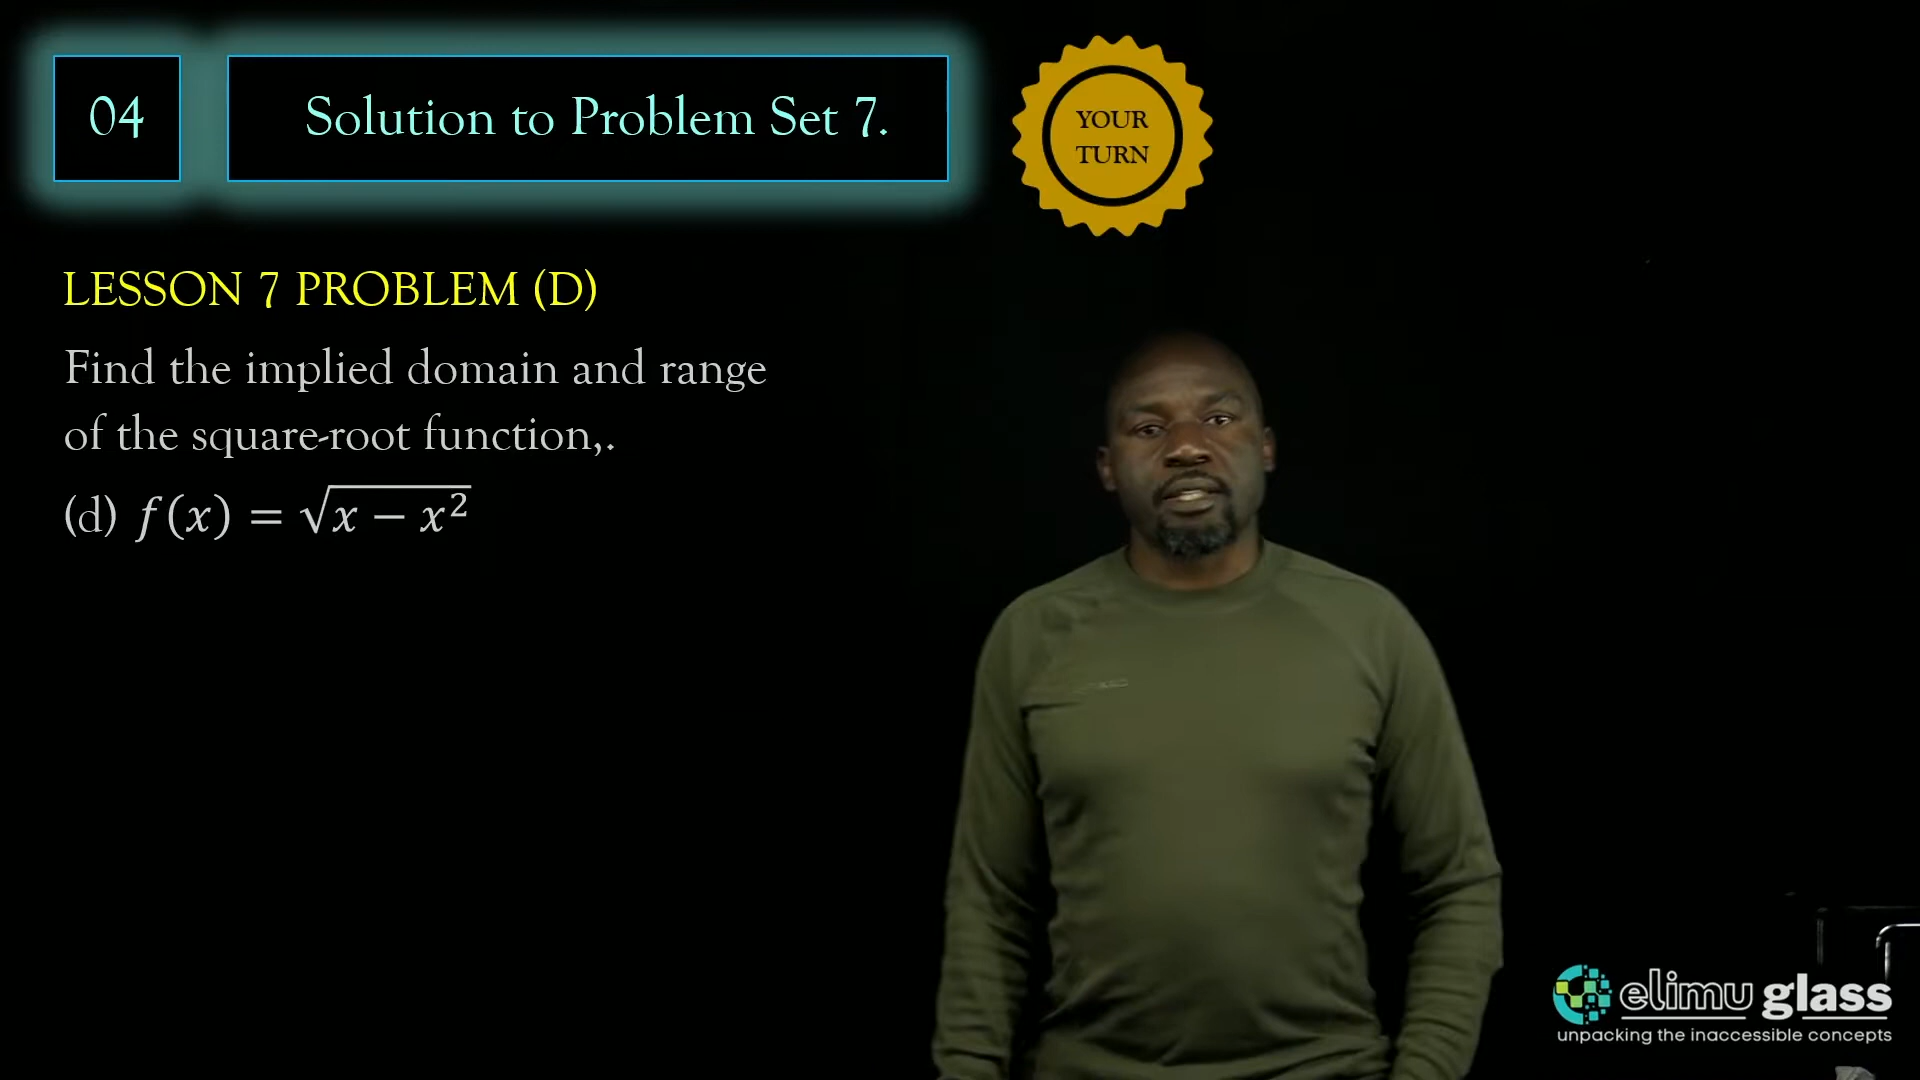 04
Solution to Problem Set 7.
YOUR
TURN
LESSON 7 PROBLEM (D)
Find the implied domain and range
of the square-root function,.
(d) f(x) = √(x − x²)
elimu glass
unpacking the inaccessible concepts